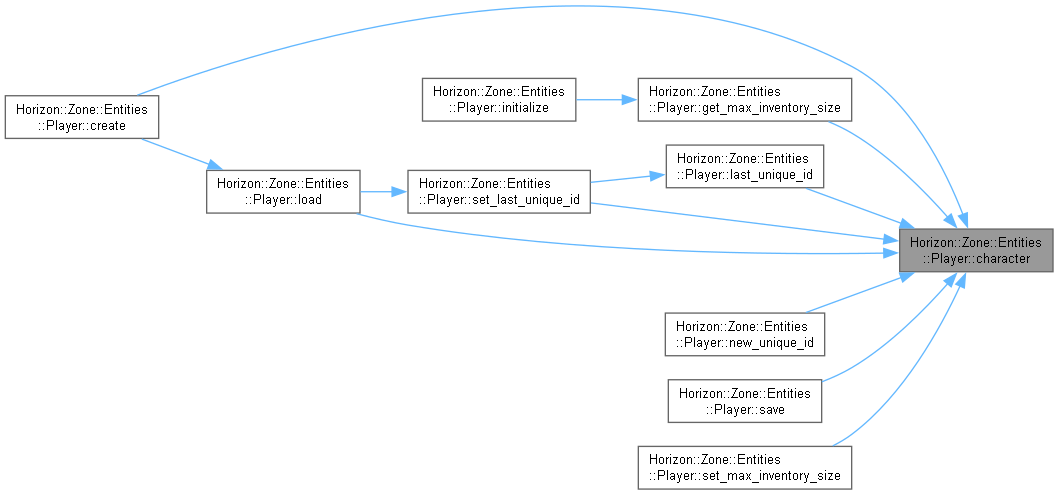 Horizon::Zone::Entities
::Player::create
Horizon::Zone::Entities
::Player::initialize
Horizon::Zone::Entities
::Player::get_max_inventory_size
Horizon::Zone::Entities
::Player::load
Horizon::Zone::Entities
::Player::set_last_unique_id
Horizon::Zone::Entities
::Player::last_unique_id
Horizon::Zone::Entities
::Player::character
Horizon::Zone::Entities
::Player::new_unique_id
Horizon::Zone::Entities
::Player::save
Horizon::Zone::Entities
::Player::set_max_inventory_size